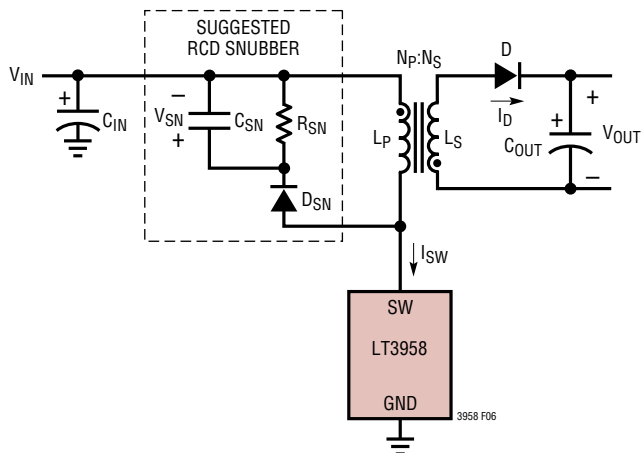 SUGGESTED
RCD SNUBBER
NP:NS
D
VIN
+
CIN
–
VSN
+
CSN
RSN
DSN
LP
LS
ID
+
COUT
+
VOUT
–
ISW
SW
LT3958
GND
3958 F06